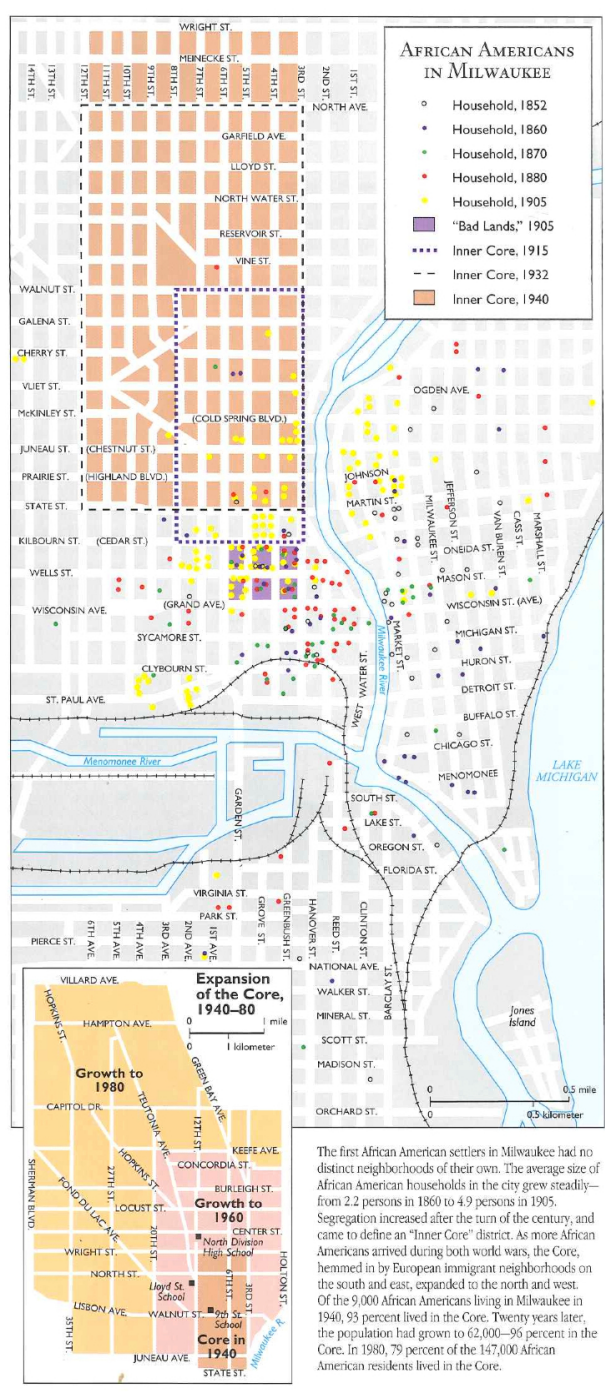 WRIGHT ST.
MEINECKE ST.
14TH ST.
13TH ST.
12TH ST.
11TH ST.
10TH ST.
9TH ST.
8TH ST.
7TH ST.
6TH ST.
5TH ST.
4TH ST.
3RD ST.
2ND ST.
1ST ST.
NORTH AVE.
AFRICAN AMERICANS
IN MILWAUKEE
Household, 1852
Household, 1860
Household, 1870
Household, 1880
Household, 1905
"Bad Lands," 1905
Inner Core, 1915
Inner Core, 1932
Inner Core, 1940
GARFIELD AVE.
LLOYD ST.
NORTH WATER ST.
RESERVOIR ST.
VINE ST.
WALNUT ST.
GALENA ST.
CHERRY ST.
VLIET ST.
McKINLEY ST.
(COLD SPRING BLVD.)
JUNEAU ST.
(CHESTNUT ST.)
PRAIRIE ST.
(HIGHLAND BLVD.)
STATE ST.
KILBOURN ST.
(CEDAR ST.)
WELLS ST.
(GRAND AVE.)
WISCONSIN AVE.
SYCAMORE ST.
CLYBOURN ST.
ST. PAUL AVE.
OGDEN AVE.
JOHNSON
MARTIN ST.
MILWAUKEE ST.
JEFFERSON ST.
VAN BUREN ST.
CASS ST.
MARSHALL ST.
ONEIDA ST.
MASON ST.
WISCONSIN ST. (AVE.)
MARKET ST.
MICHIGAN ST.
HURON ST.
DETROIT ST.
BUFFALO ST.
CHICAGO ST.
MENOMONEE
WEST WATER ST.
Milwaukee River
Menomonee River
LAKE
MICHIGAN
GARDEN ST.
SOUTH ST.
LAKE ST.
OREGON ST.
FLORIDA ST.
VIRGINIA ST.
PARK ST.
PIERCE ST.
6TH AVE.
5TH AVE.
4TH AVE.
3RD AVE.
2ND AVE.
1ST AVE.
GROVE ST.
GREENBUSH ST.
HANOVER ST.
REED ST.
CLINTON ST.
BARCLAY ST.
NATIONAL AVE.
WALKER ST.
MINERAL ST.
SCOTT ST.
MADISON ST.
ORCHARD ST.
Jones
Island
0 0.5 mile
0 0.5 kilometer
Expansion
of the Core,
1940–80
0 1 mile
0 1 kilometer
VILLARD AVE.
HOPKINS ST.
HAMPTON AVE.
GREEN BAY AVE.
Growth to
1980
TEUTONIA AVE.
CAPITOL DR.
12TH ST.
KEEFE AVE.
HOPKINS ST.
CONCORDIA ST.
SHERMAN BLVD.
FOND DU LAC AVE.
27TH ST.
BURLEIGH ST.
LOCUST ST.
Growth to
1960
20TH ST.
CENTER ST.
North Division
High School
WRIGHT ST.
NORTH ST.
Lloyd St.
School
6TH ST.
3RD ST.
HOLTON ST.
LISBON AVE.
WALNUT ST.
9th St.
School
35TH ST.
Core in
1940
Milwaukee R.
JUNEAU AVE.
STATE ST.
The first African American settlers in Milwaukee had no
distinct neighborhoods of their own. The average size of
African American households in the city grew steadily—
from 2.2 persons in 1860 to 4.9 persons in 1905.
Segregation increased after the turn of the century, and
came to define an "Inner Core" district. As more African
Americans arrived during both world wars, the Core,
hemmed in by European immigrant neighborhoods on
the south and east, expanded to the north and west.
Of the 9,000 African Americans living in Milwaukee in
1940, 93 percent lived in the Core. Twenty years later,
the population had grown to 62,000—96 percent in the
Core. In 1980, 79 percent of the 147,000 African
American residents lived in the Core.